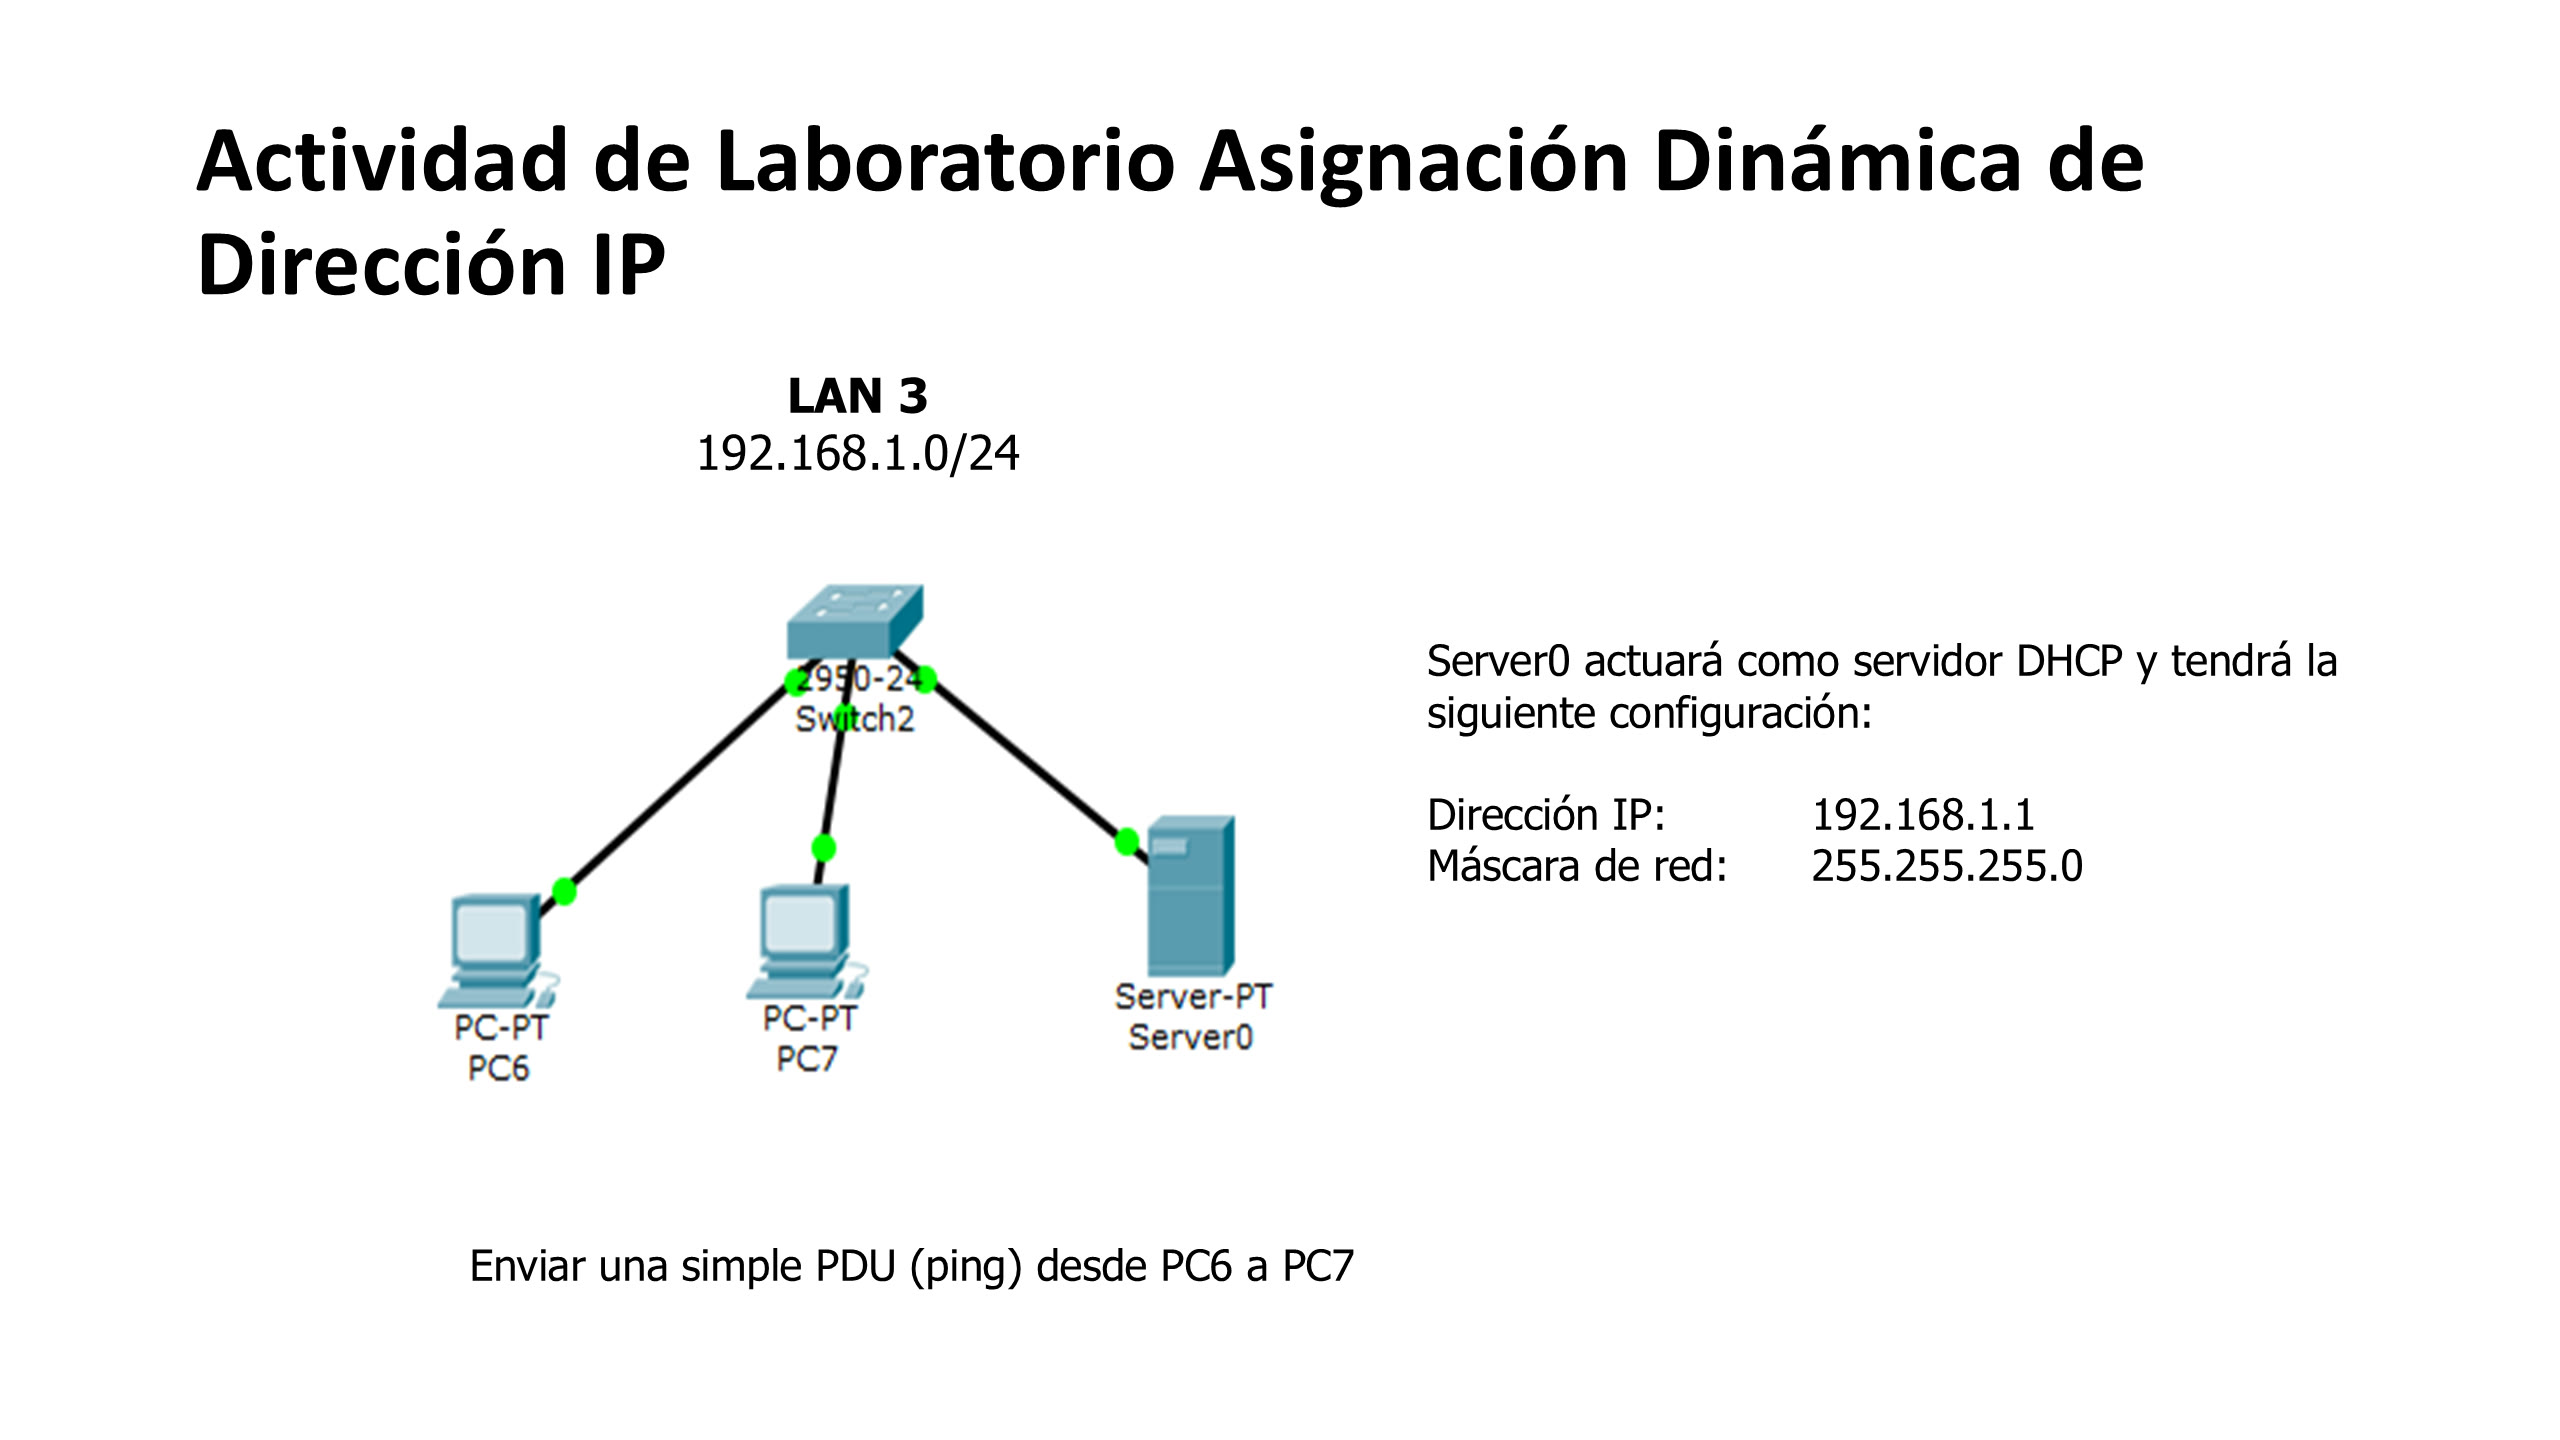 Actividad de Laboratorio Asignación Dinámica de
Dirección IP
LAN 3
192.168.1.0/24
2950-24
Switch2
PC-PT
PC6
PC-PT
PC7
Server-PT
Server0
Server0 actuará como servidor DHCP y tendrá la
siguiente configuración:
Dirección IP: 192.168.1.1
Máscara de red: 255.255.255.0
Enviar una simple PDU (ping) desde PC6 a PC7